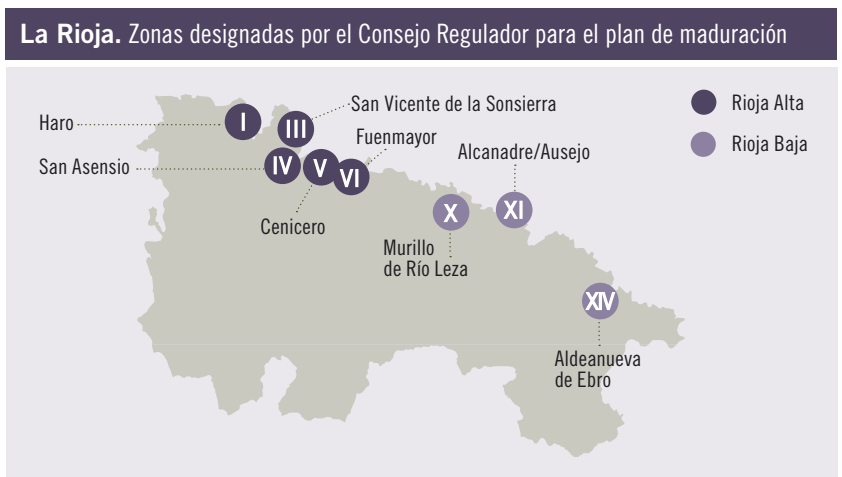 La Rioja. Zonas designadas por el Consejo Regulador para el plan de maduración
Haro
I
III
San Vicente de la Sonsierra
Rioja Alta
San Asensio
IV
V
VI
Fuenmayor
Alcanadre/Ausejo
Rioja Baja
Cenicero
X
XI
Murillo
de Río Leza
XIV
Aldeanueva
de Ebro